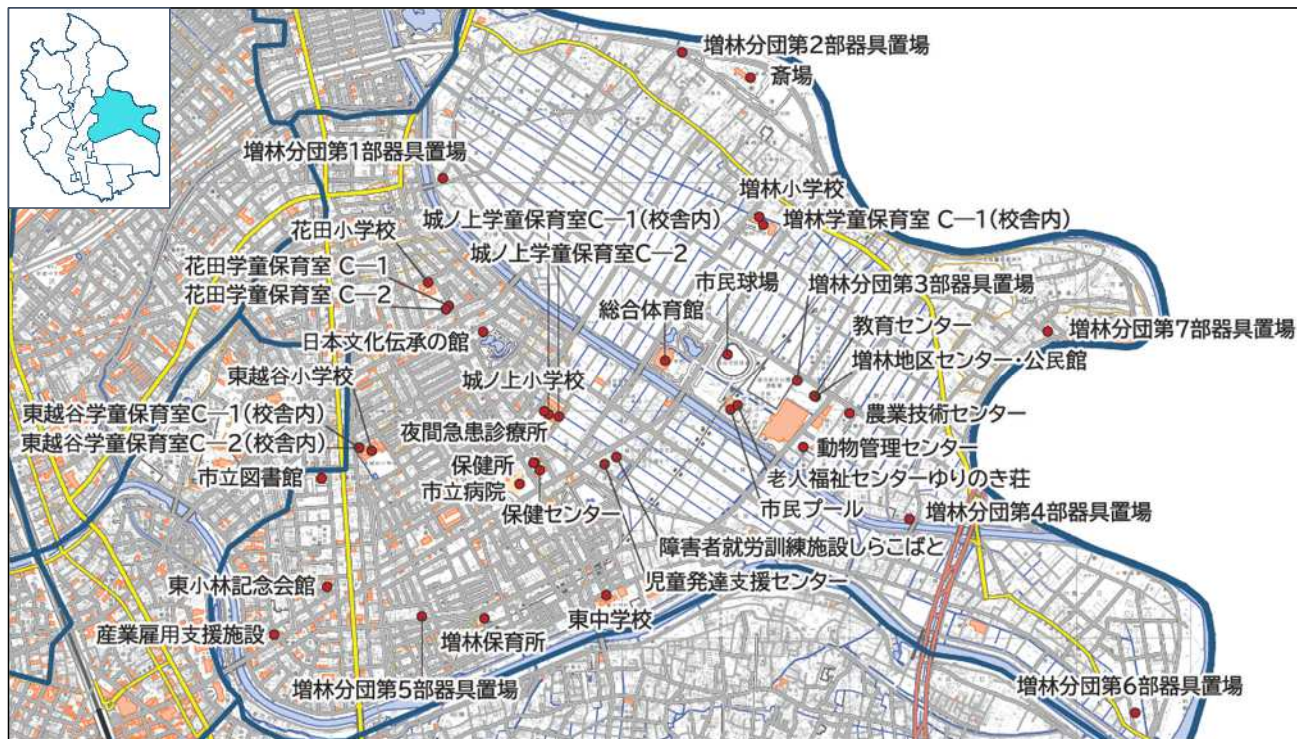 増林分団第2部器具置場
斎場
増林分団第1部器具置場
増林小学校
増林学童保育室 C―1(校舎内)
城ノ上学童保育室C―1(校舎内)
花田小学校
城ノ上学童保育室C―2
花田学童保育室 C―1
市民球場
増林分団第3部器具置場
花田学童保育室 C―2
総合体育館
教育センター
増林分団第7部器具置場
日本文化伝承の館
増林地区センター・公民館
東越谷小学校
城ノ上小学校
東越谷学童保育室C―1(校舎内)
農業技術センター
夜間急患診療所
東越谷学童保育室C―2(校舎内)
動物管理センター
保健所
市立図書館
老人福祉センターゆりのき荘
市立病院
市民プール
保健センター
増林分団第4部器具置場
障害者就労訓練施設しらこばと
東小林記念会館
児童発達支援センター
東中学校
産業雇用支援施設
増林保育所
増林分団第5部器具置場
増林分団第6部器具置場